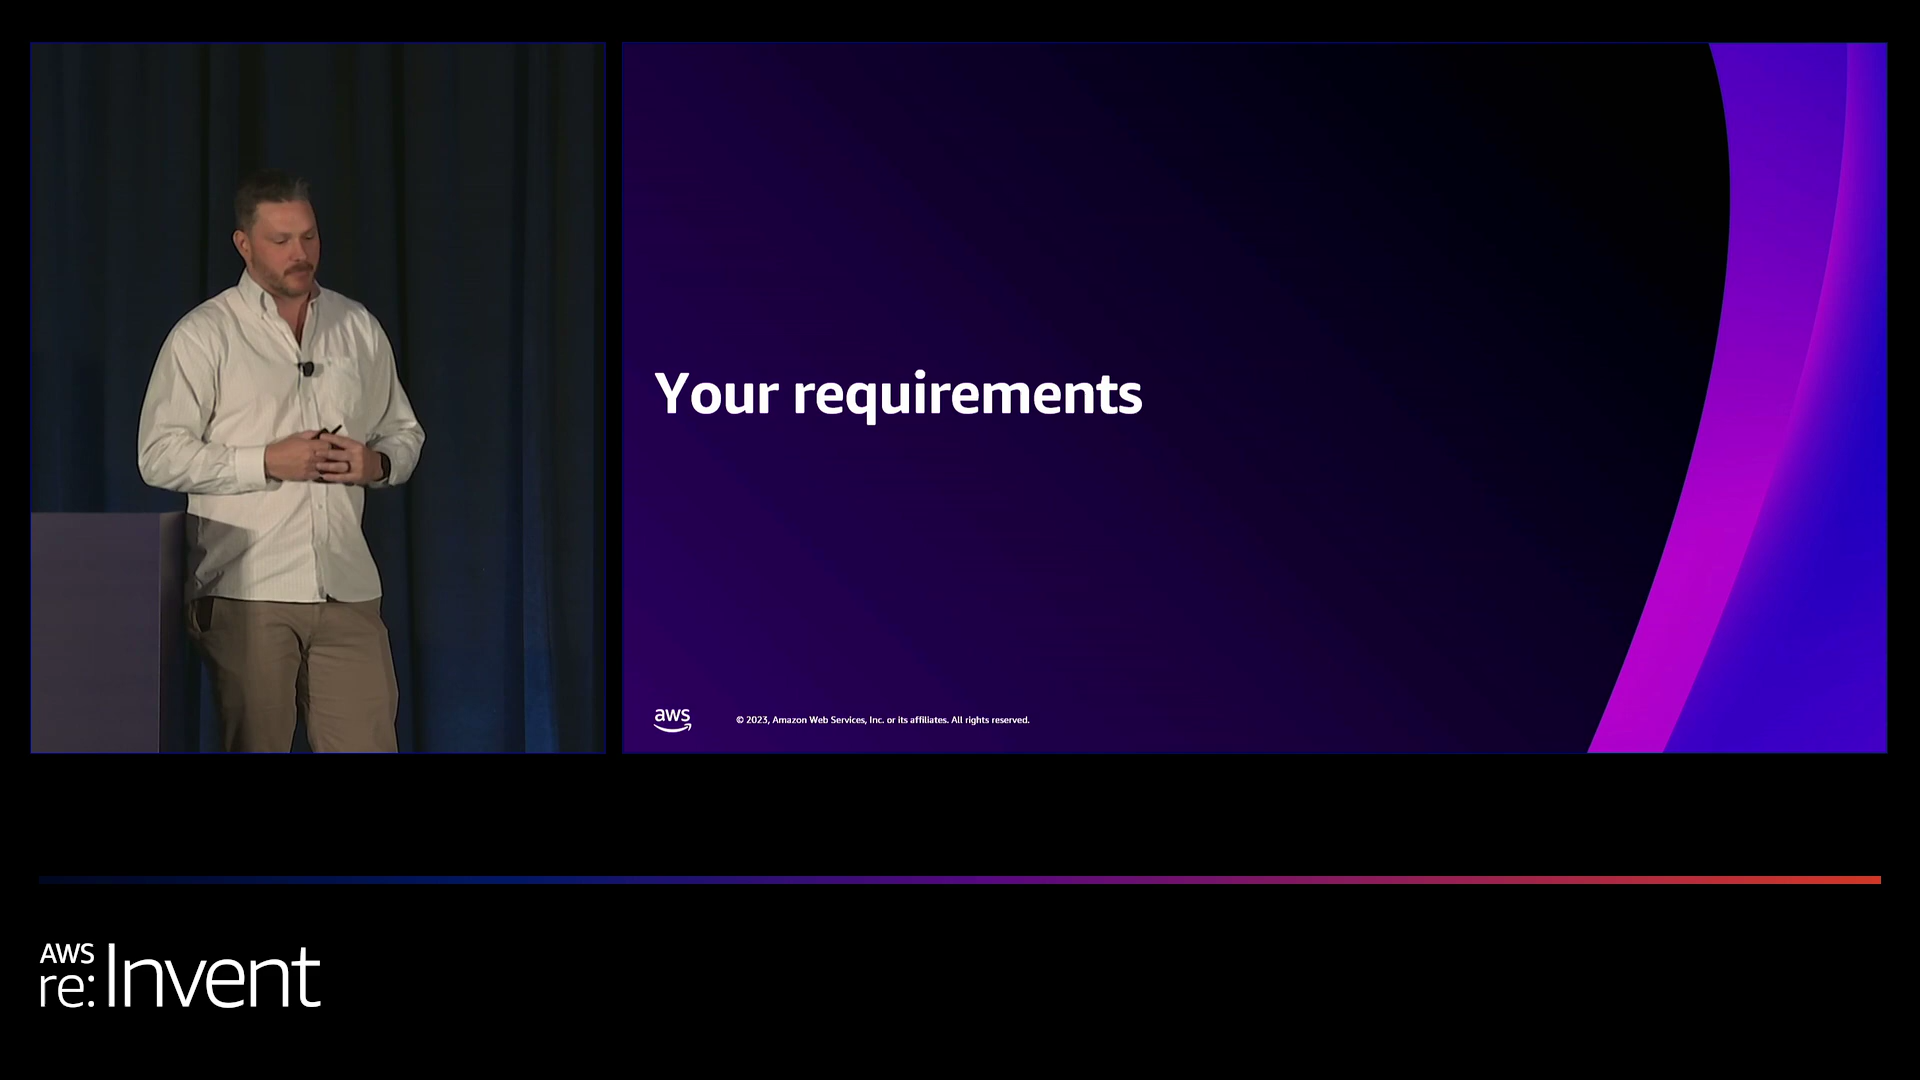 Your requirements
aws
© 2023, Amazon Web Services, Inc. or its affiliates. All rights reserved.
AWS
re:Invent